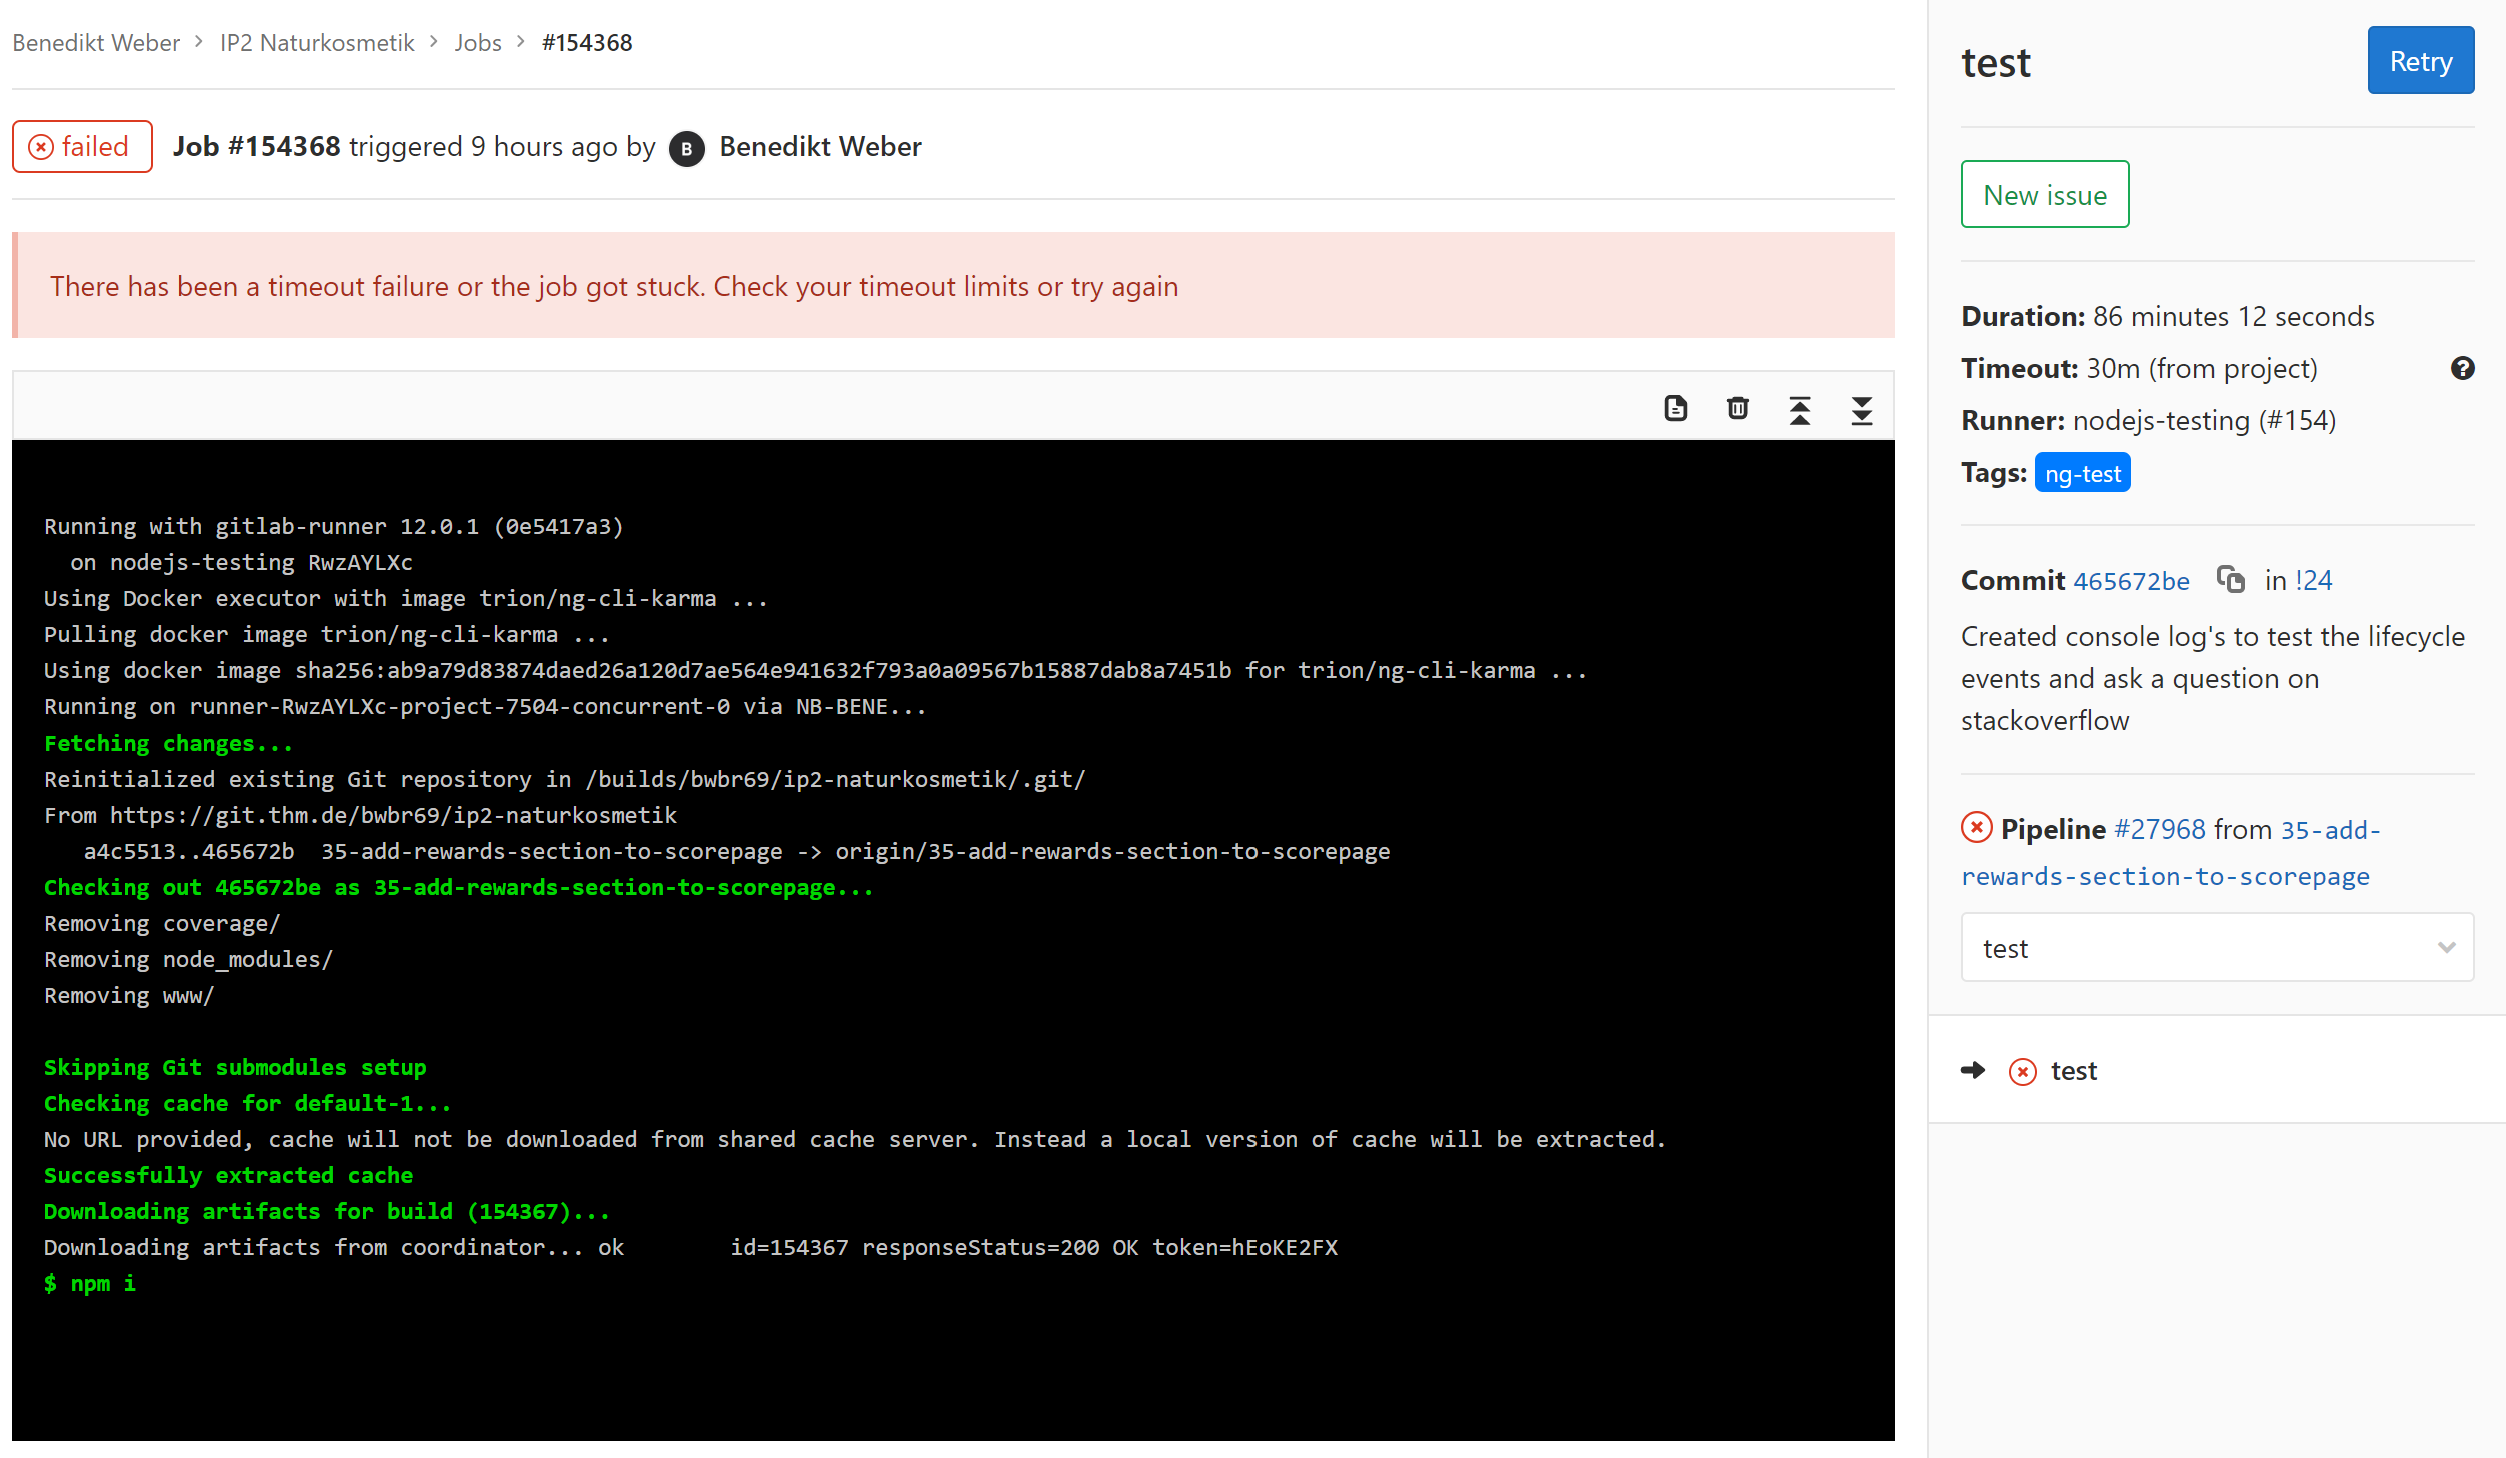 Benedikt Weber > IP2 Naturkosmetik > Jobs > #154368
failed Job #154368 triggered 9 hours ago by B Benedikt Weber
There has been a timeout failure or the job got stuck. Check your timeout limits or try again
Running with gitlab-runner 12.0.1 (0e5417a3)
  on nodejs-testing RwzAYLXc
Using Docker executor with image trion/ng-cli-karma ...
Pulling docker image trion/ng-cli-karma ...
Using docker image sha256:ab9a79d83874daed26a120d7ae564e941632f793a0a09567b15887dab8a7451b for trion/ng-cli-karma ...
Running on runner-RwzAYLXc-project-7504-concurrent-0 via NB-BENE...
Fetching changes...
Reinitialized existing Git repository in /builds/bwbr69/ip2-naturkosmetik/.git/
From https://git.thm.de/bwbr69/ip2-naturkosmetik
   a4c5513..465672b  35-add-rewards-section-to-scorepage -> origin/35-add-rewards-section-to-scorepage
Checking out 465672be as 35-add-rewards-section-to-scorepage...
Removing coverage/
Removing node_modules/
Removing www/
Skipping Git submodules setup
Checking cache for default-1...
No URL provided, cache will not be downloaded from shared cache server. Instead a local version of cache will be extracted.
Successfully extracted cache
Downloading artifacts for build (154367)...
Downloading artifacts from coordinator... ok        id=154367 responseStatus=200 OK token=hEoKE2FX
$ npm i
test
Retry
New issue
Duration: 86 minutes 12 seconds
Timeout: 30m (from project) ?
Runner: nodejs-testing (#154)
Tags: ng-test
Commit 465672be in !24
Created console log's to test the lifecycle
events and ask a question on
stackoverflow
Pipeline #27968 from 35-add-
rewards-section-to-scorepage
test
test